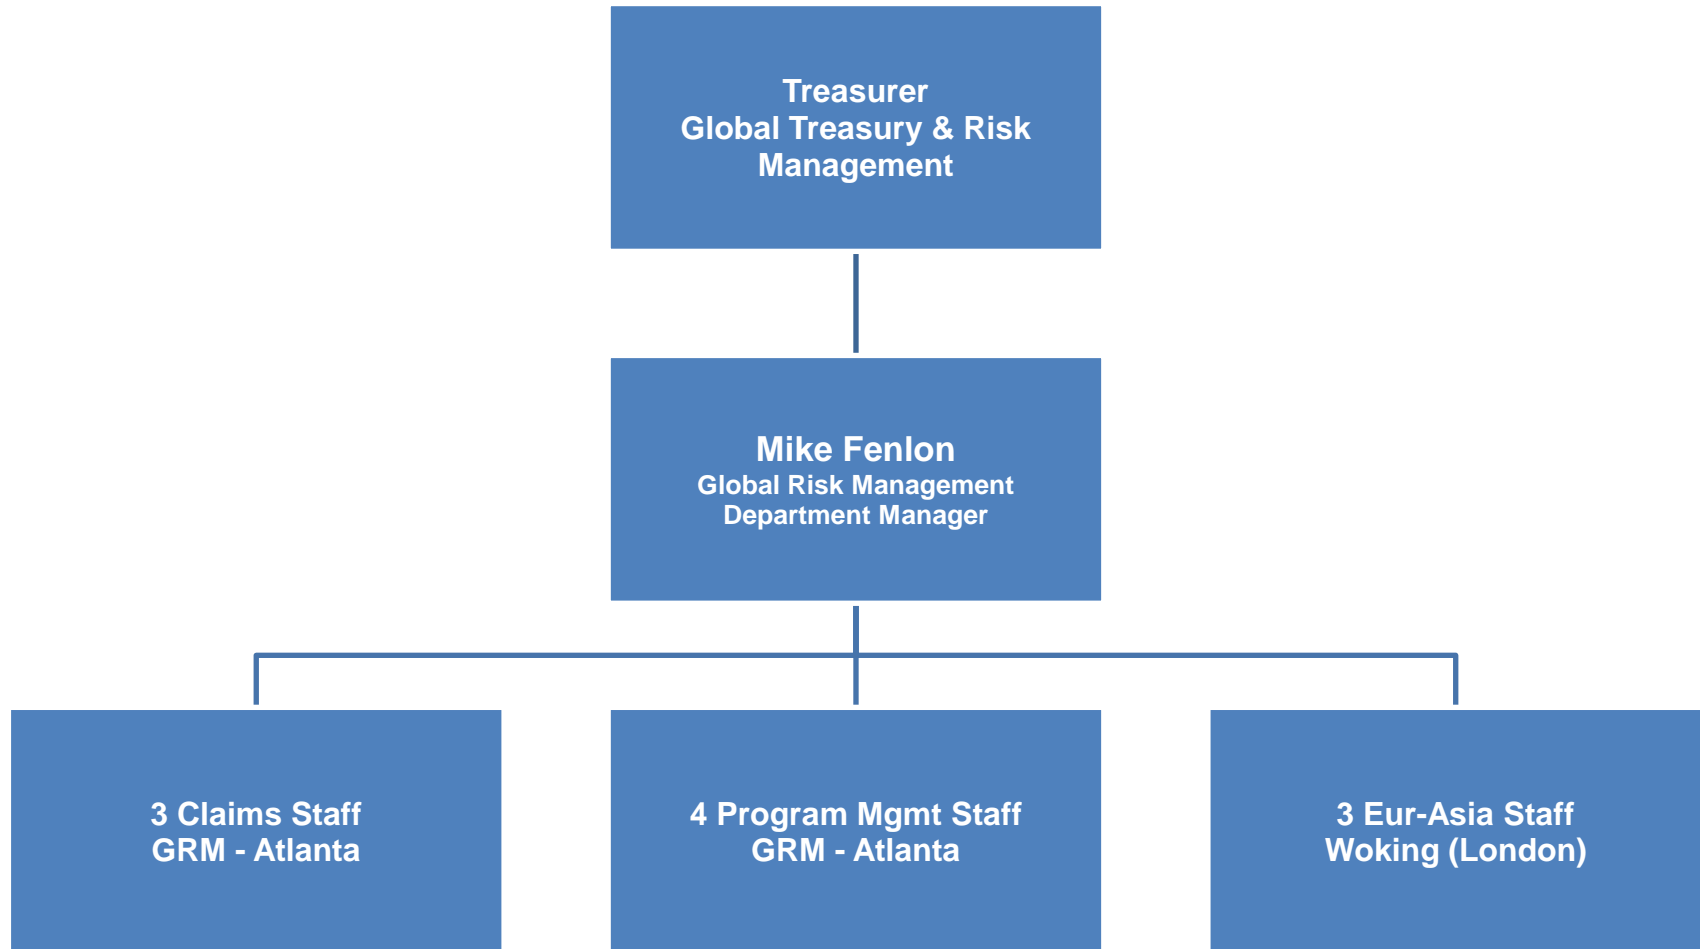 Treasurer
Global Treasury & Risk
Management
Mike Fenlon
Global Risk Management
Department Manager
3 Claims Staff
GRM - Atlanta
4 Program Mgmt Staff
GRM - Atlanta
3 Eur-Asia Staff
Woking (London)